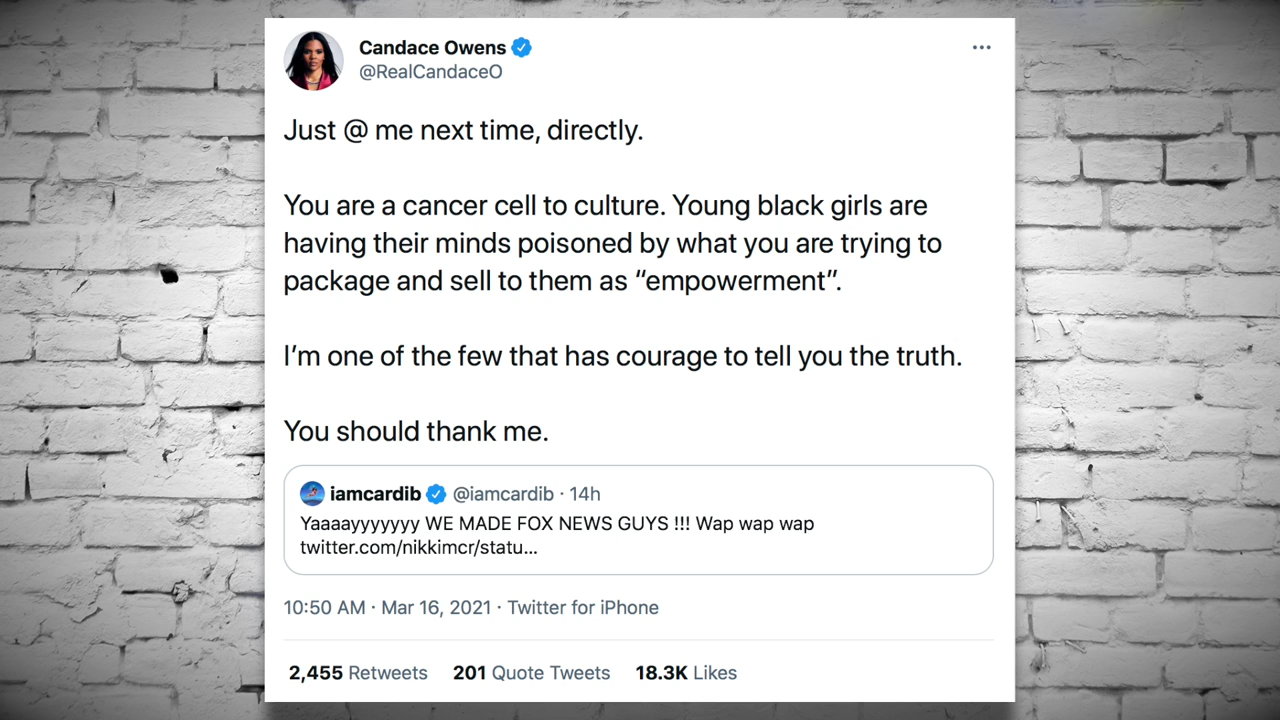 Candace Owens
@RealCandaceO
Just @ me next time, directly.
You are a cancer cell to culture. Young black girls are
having their minds poisoned by what you are trying to
package and sell to them as “empowerment”.
I’m one of the few that has courage to tell you the truth.
You should thank me.
iamcardib @iamcardib · 14h
Yaaaayyyyyyy WE MADE FOX NEWS GUYS !!! Wap wap wap
twitter.com/nikkimcr/statu...
10:50 AM · Mar 16, 2021 · Twitter for iPhone
2,455 Retweets 201 Quote Tweets 18.3K Likes